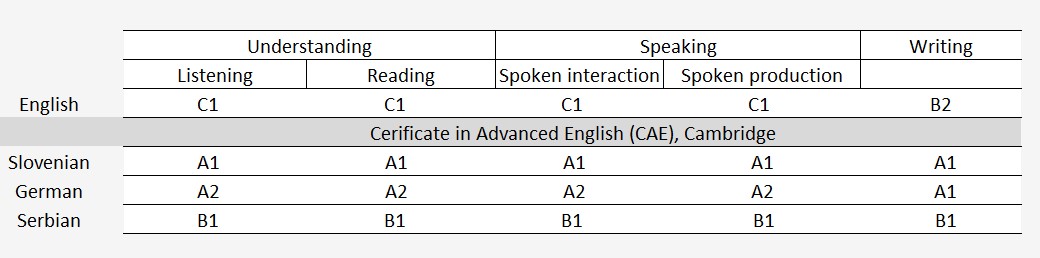 Understanding Speaking Writing
Listening Reading Spoken interaction Spoken production
English C1 C1 C1 C1 B2
Cerificate in Advanced English (CAE), Cambridge
Slovenian A1 A1 A1 A1 A1
German A2 A2 A2 A2 A1
Serbian B1 B1 B1 B1 B1